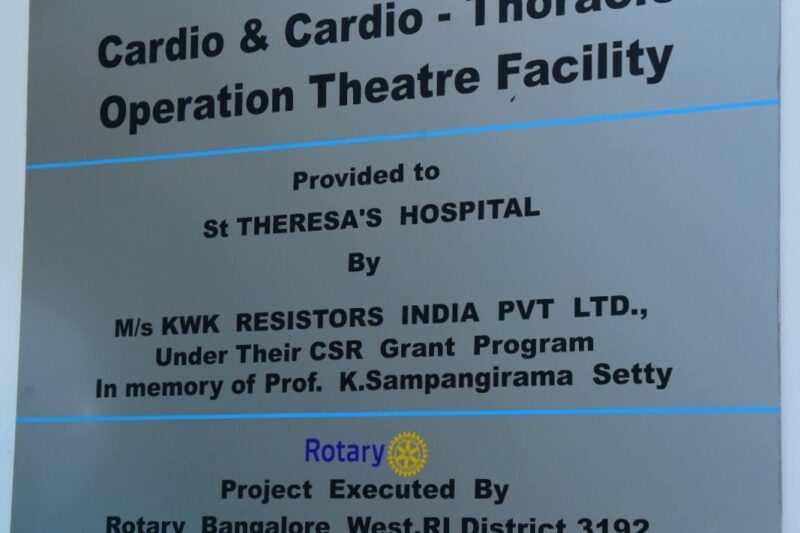 Cardio & Cardio - Thoracic
Operation Theatre Facility
Provided to
St THERESA'S HOSPITAL
By
M/s KWK RESISTORS INDIA PVT LTD.,
Under Their CSR Grant Program
In memory of Prof. K.Sampangirama Setty
Rotary
Project Executed By
Rotary Bangalore West,RI District 3192